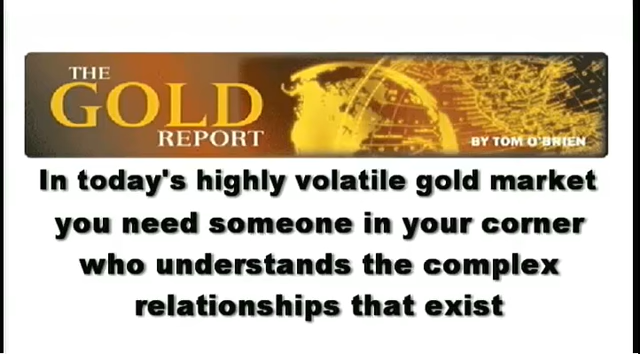 THE
GOLD
REPORT
BY TOM O'BRIEN
In today's highly volatile gold market
you need someone in your corner
who understands the complex
relationships that exist